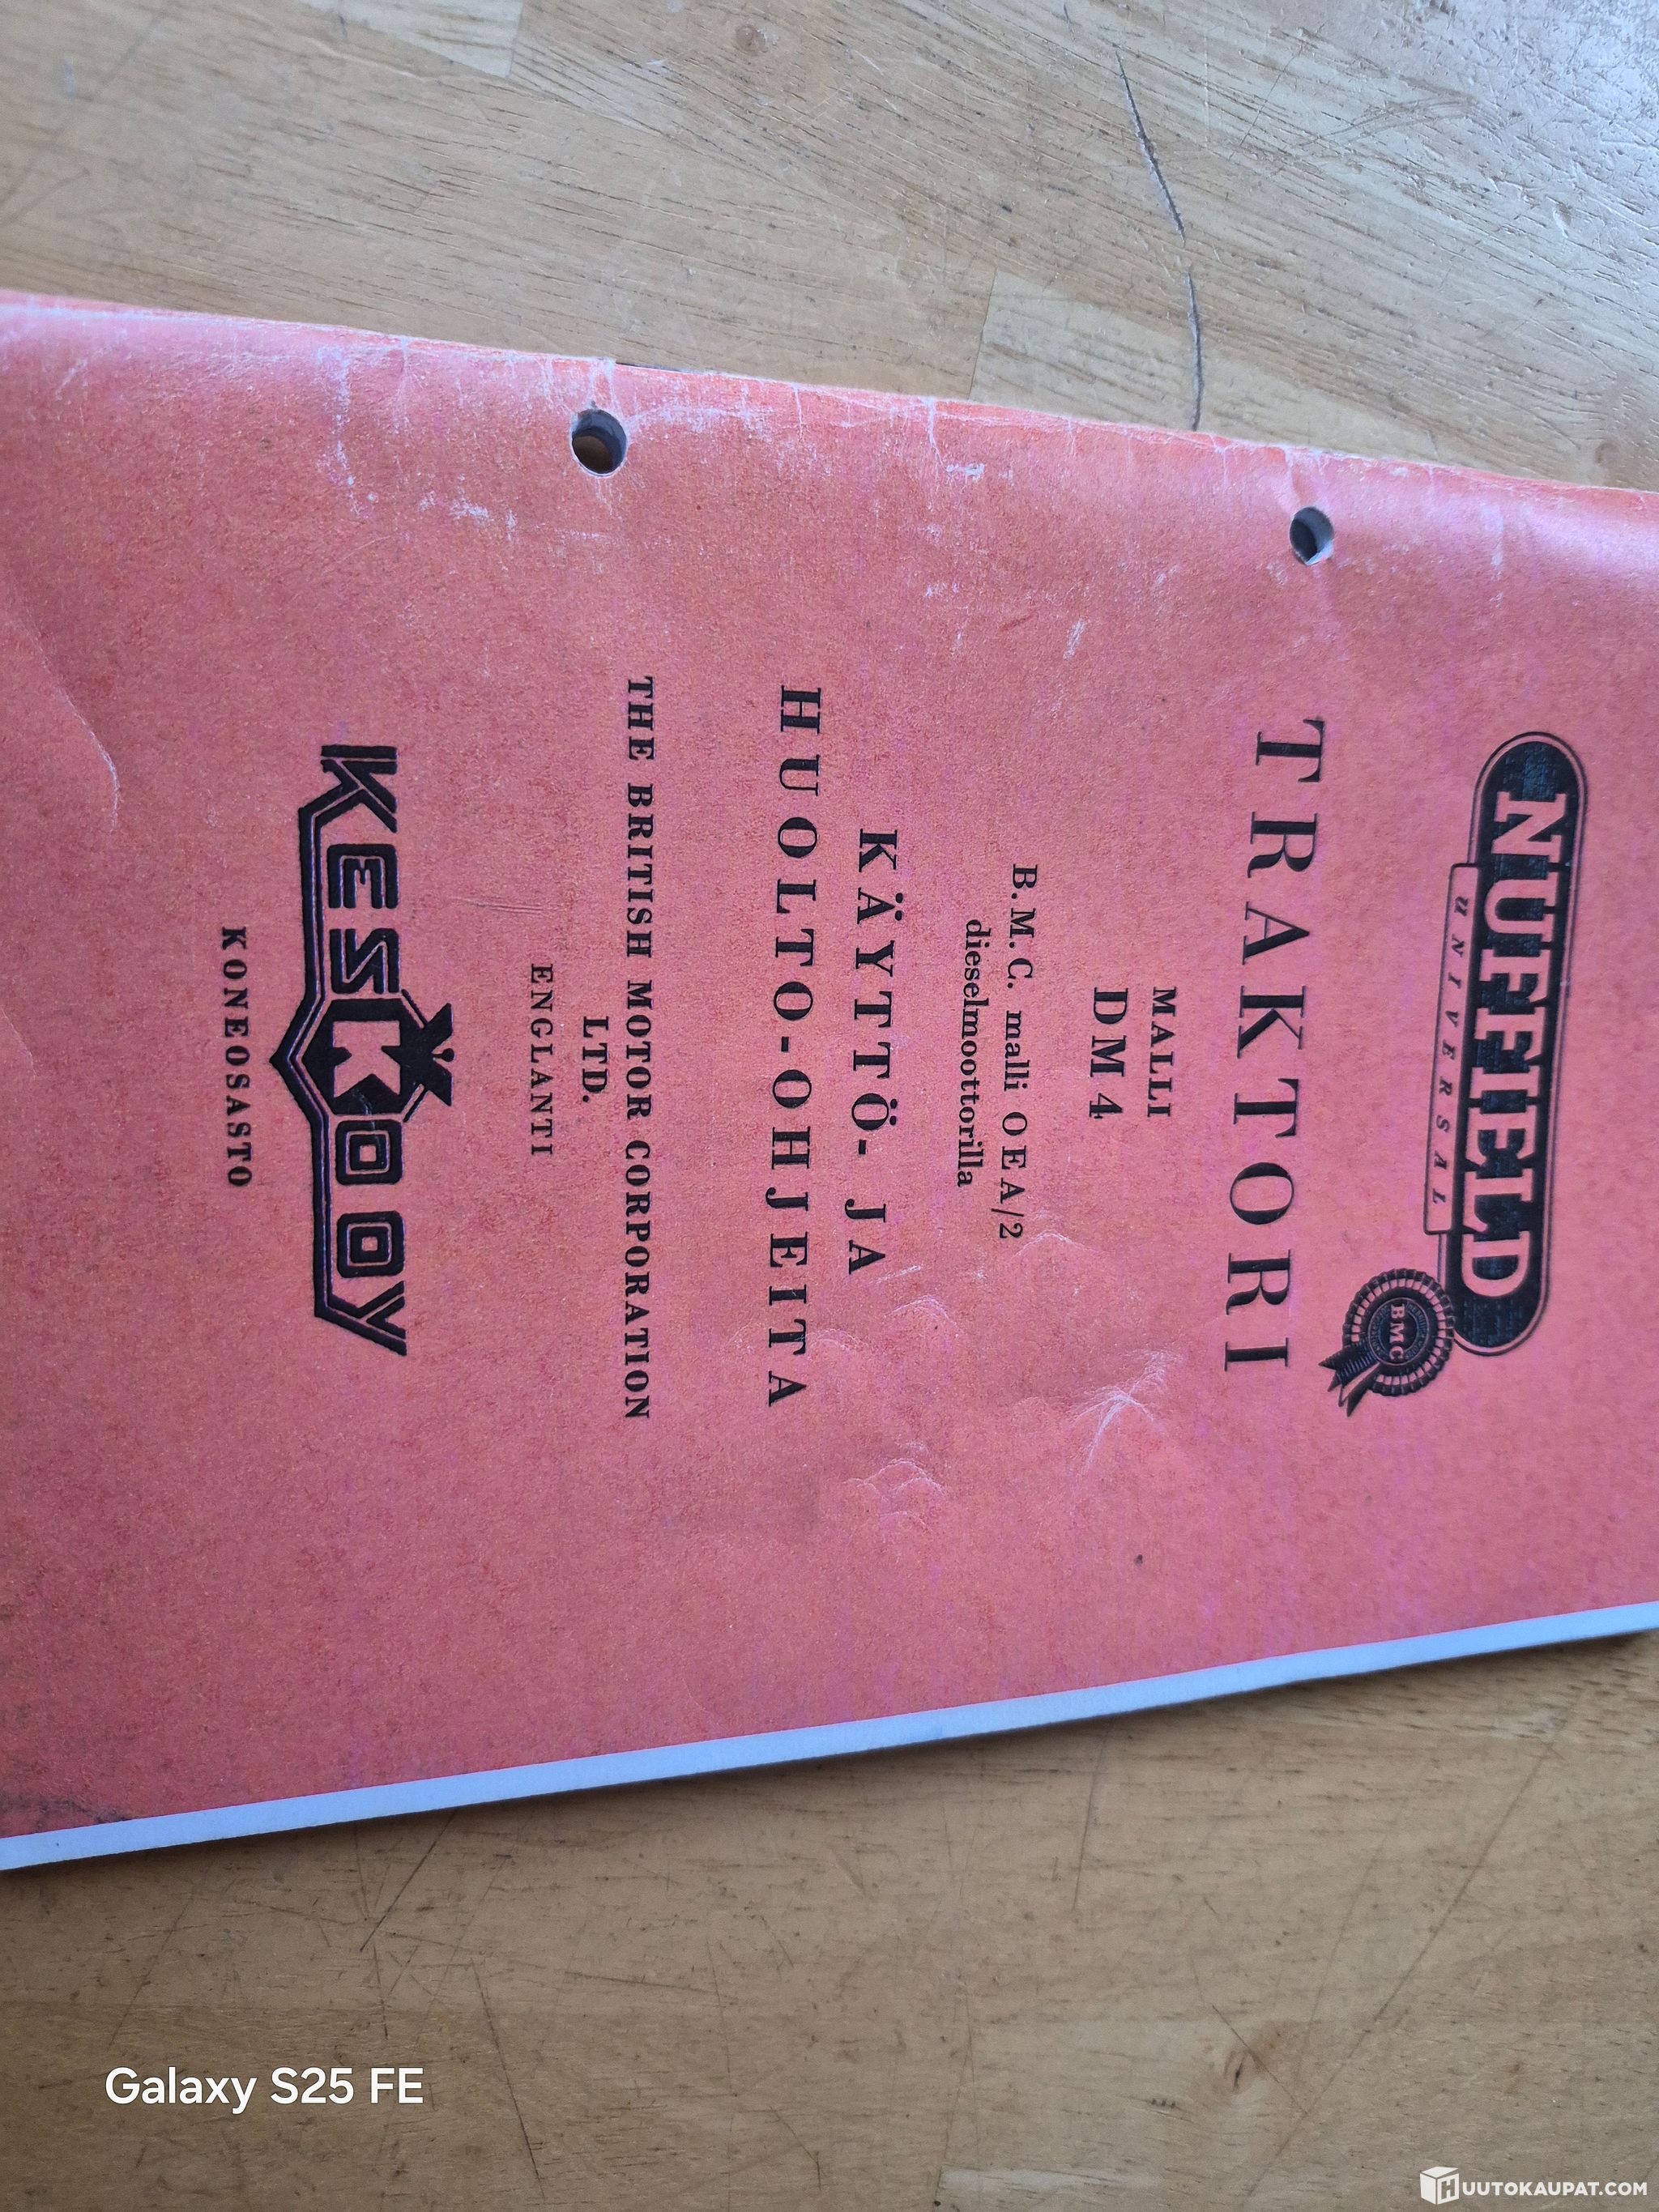 NUFFIELD
UNIVERSAL
BMC
TRAKTORI
MALLI
DM 4
B.M.C. malli OEA/2
dieselmoottorilla
KÄYTTÖ- JA
HUOLTO-OHJEITA
THE BRITISH MOTOR CORPORATION
LTD.
ENGLANTI
KESKO OY
KONEOSASTO
Galaxy S25 FE
HUUTOKAUPAT.COM